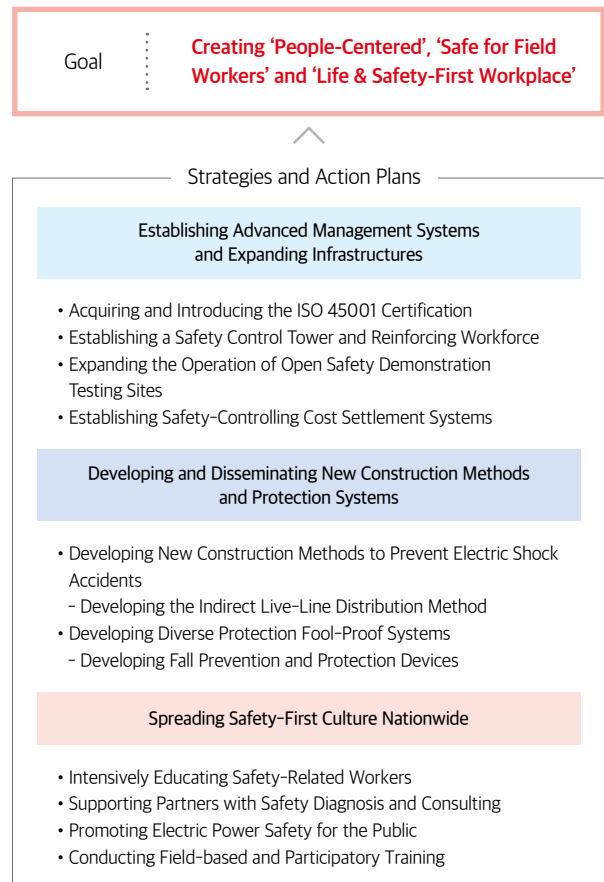 Goal
Creating ‘People-Centered’, ‘Safe for Field
Workers’ and ‘Life & Safety-First Workplace’
Strategies and Action Plans
Establishing Advanced Management Systems
and Expanding Infrastructures
• Acquiring and Introducing the ISO 45001 Certification
• Establishing a Safety Control Tower and Reinforcing Workforce
• Expanding the Operation of Open Safety Demonstration
Testing Sites
• Establishing Safety-Controlling Cost Settlement Systems
Developing and Disseminating New Construction Methods
and Protection Systems
• Developing New Construction Methods to Prevent Electric Shock
Accidents
- Developing the Indirect Live-Line Distribution Method
• Developing Diverse Protection Fool-Proof Systems
- Developing Fall Prevention and Protection Devices
Spreading Safety-First Culture Nationwide
• Intensively Educating Safety-Related Workers
• Supporting Partners with Safety Diagnosis and Consulting
• Promoting Electric Power Safety for the Public
• Conducting Field-based and Participatory Training